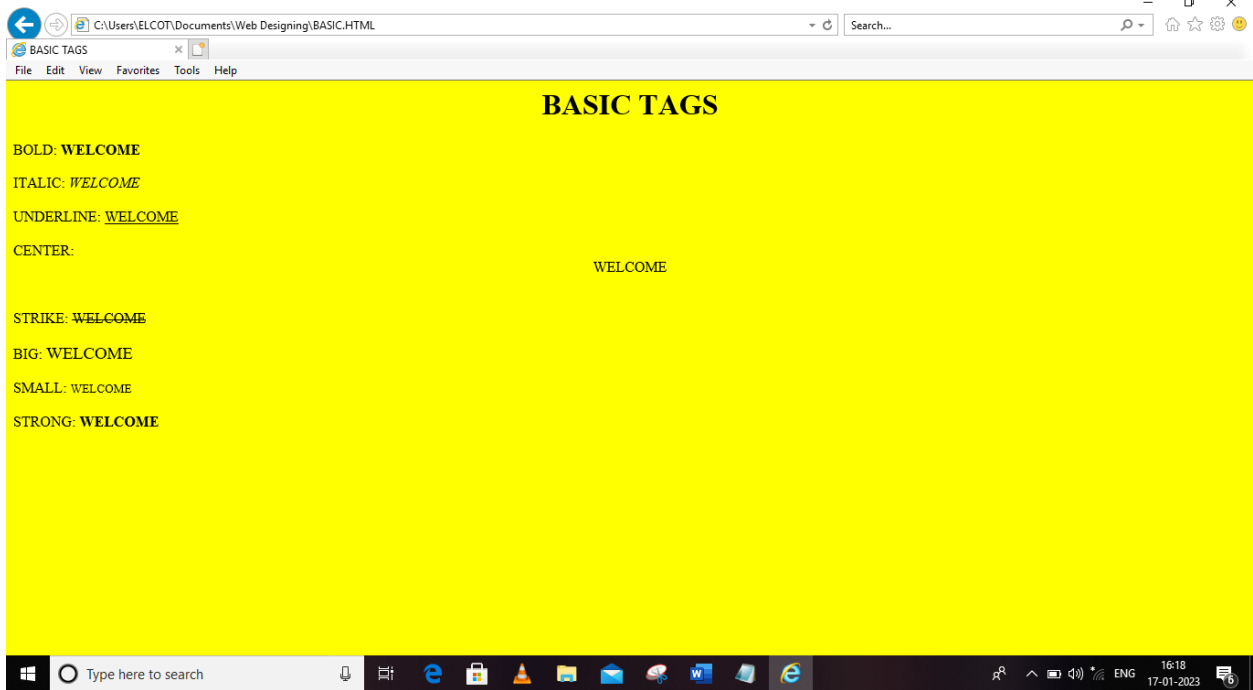 C:\Users\ELCOT\Documents\Web Designing\BASIC.HTML
Search...
BASIC TAGS
File Edit View Favorites Tools Help
BASIC TAGS
BOLD: WELCOME
ITALIC: WELCOME
UNDERLINE: WELCOME
CENTER:
WELCOME
STRIKE: WELCOME
BIG: WELCOME
SMALL: WELCOME
STRONG: WELCOME
Type here to search
ENG
16:18
17-01-2023
6